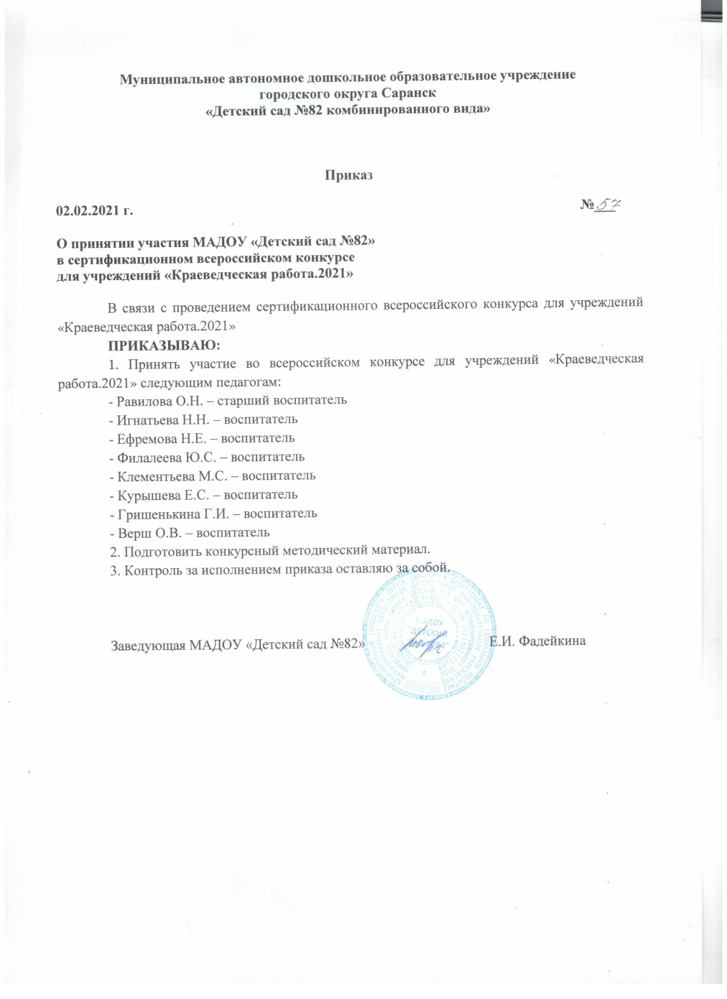 Муниципальное автономное дошкольное образовательное учреждение
городского округа Саранск
«Детский сад №82 комбинированного вида»
Приказ
02.02.2021 г.
№ 57
О принятии участия МАДОУ «Детский сад №82»
в сертификационном всероссийском конкурсе
для учреждений «Краеведческая работа.2021»
В связи с проведением сертификационного всероссийского конкурса для учреждений
«Краеведческая работа.2021»
ПРИКАЗЫВАЮ:
1. Принять участие во всероссийском конкурсе для учреждений «Краеведческая
работа.2021» следующим педагогам:
- Равилова О.Н. – старший воспитатель
- Игнатьева Н.Н. – воспитатель
- Ефремова Н.Е. – воспитатель
- Филалеева Ю.С. – воспитатель
- Клементьева М.С. – воспитатель
- Курышева Е.С. – воспитатель
- Гришенькина Г.И. – воспитатель
- Верш О.В. – воспитатель
2. Подготовить конкурсный методический материал.
3. Контроль за исполнением приказа оставляю за собой.
Заведующая МАДОУ «Детский сад №82»
Е.И. Фадейкина
МАДОУ
"ДЕТСКИЙ